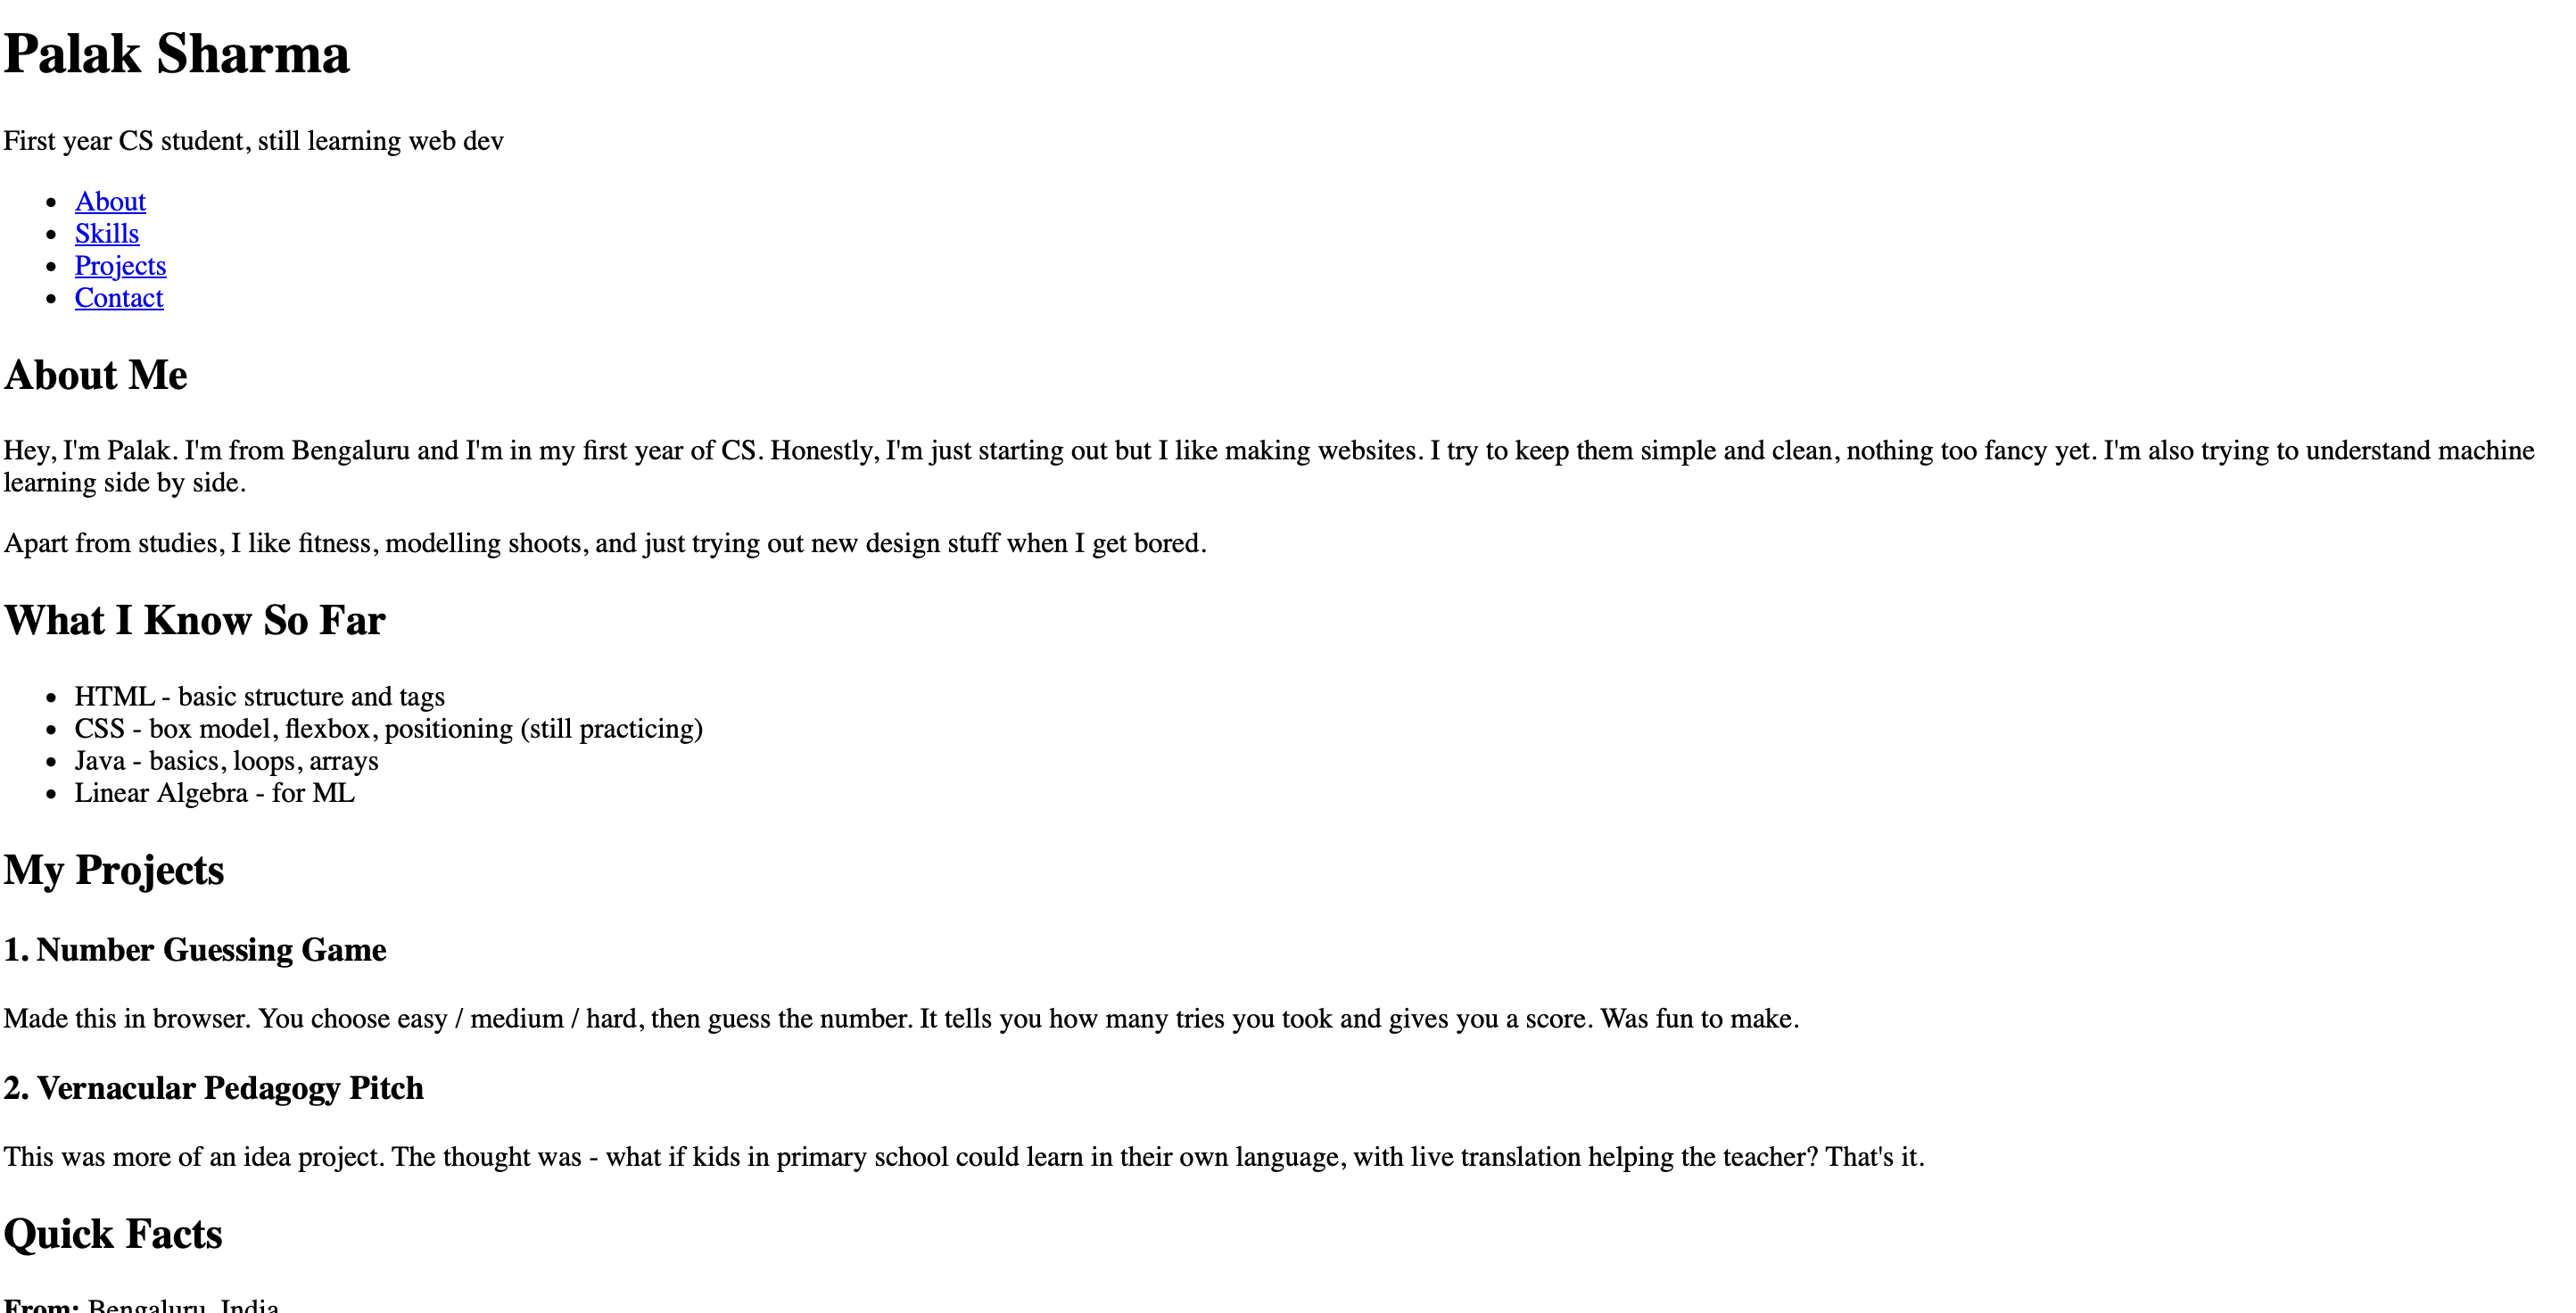 Palak Sharma
First year CS student, still learning web dev
About
Skills
Projects
Contact
About Me
Hey, I'm Palak. I'm from Bengaluru and I'm in my first year of CS. Honestly, I'm just starting out but I like making websites. I try to keep them simple and clean, nothing too fancy yet. I'm also trying to understand machine
learning side by side.
Apart from studies, I like fitness, modelling shoots, and just trying out new design stuff when I get bored.
What I Know So Far
HTML - basic structure and tags
CSS - box model, flexbox, positioning (still practicing)
Java - basics, loops, arrays
Linear Algebra - for ML
My Projects
1. Number Guessing Game
Made this in browser. You choose easy / medium / hard, then guess the number. It tells you how many tries you took and gives you a score. Was fun to make.
2. Vernacular Pedagogy Pitch
This was more of an idea project. The thought was - what if kids in primary school could learn in their own language, with live translation helping the teacher? That's it.
Quick Facts
From: Bengaluru, India